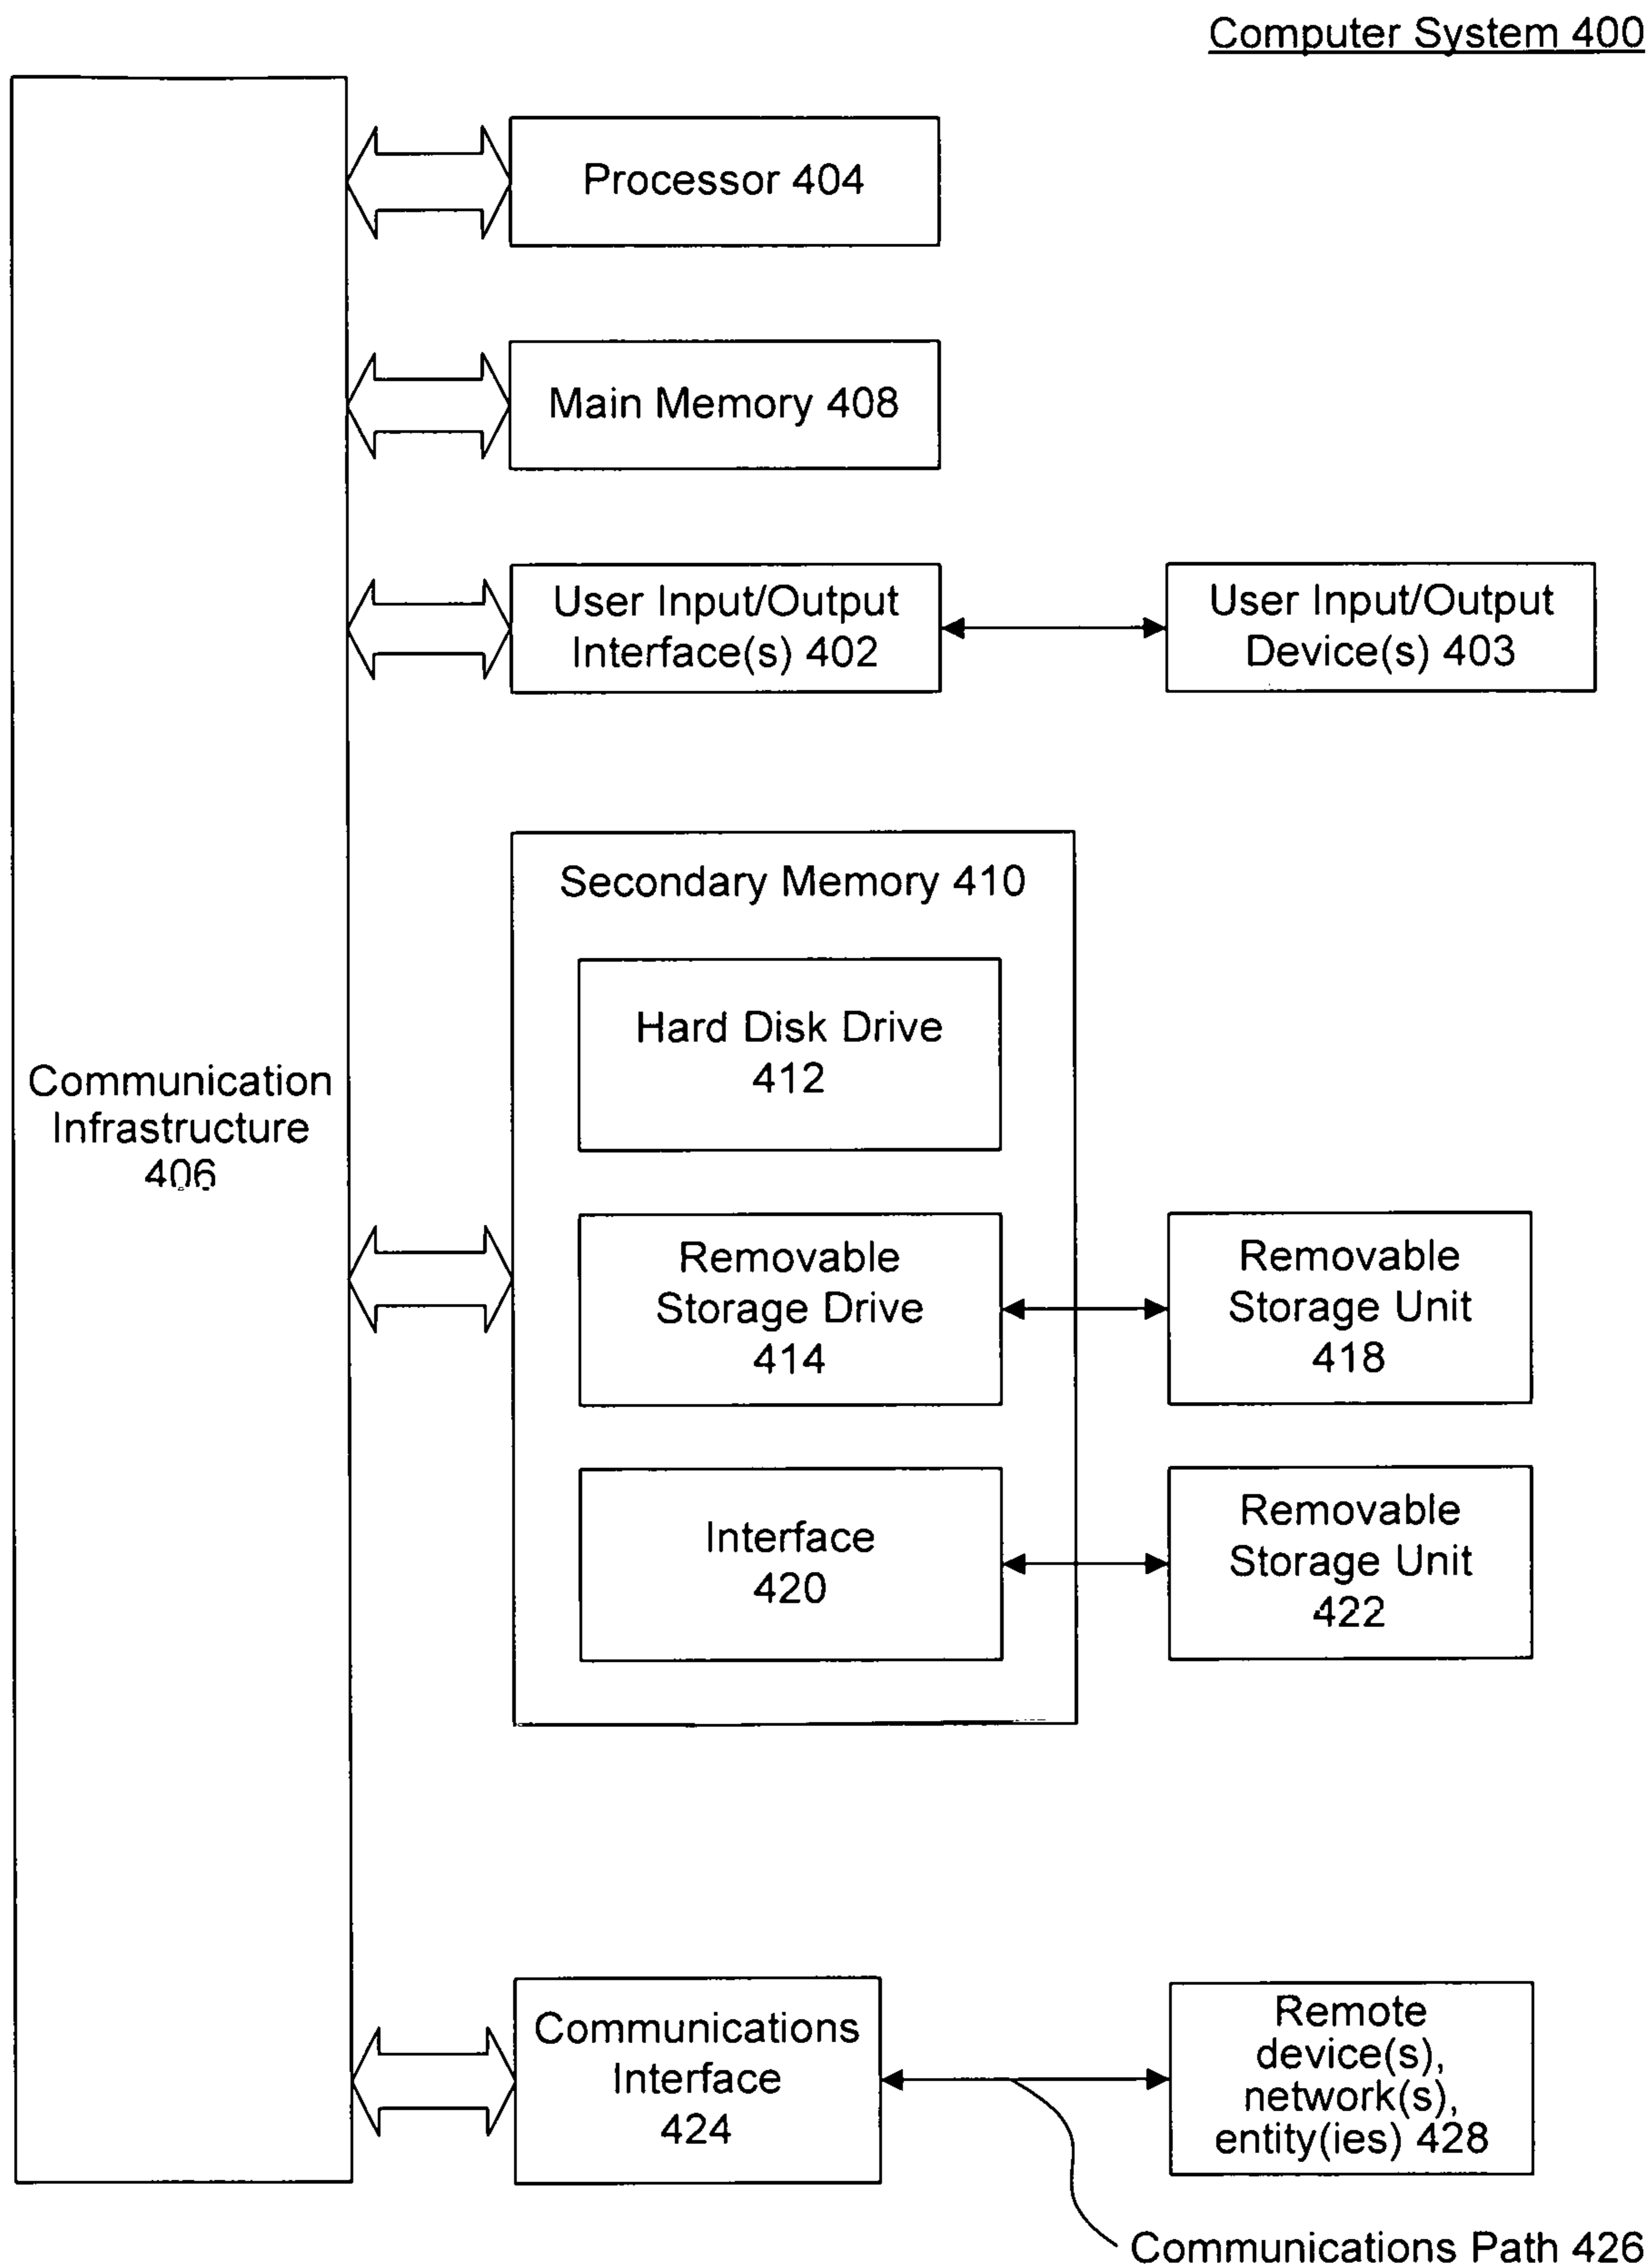 Computer System 400
Processor 404
Main Memory 408
User Input/Output
Interface(s) 402
User Input/Output
Device(s) 403
Secondary Memory 410
Hard Disk Drive
412
Communication
Infrastructure
406
Removable
Storage Drive
414
Removable
Storage Unit
418
Interface
420
Removable
Storage Unit
422
Communications
Interface
424
Remote
device(s),
network(s),
entity(ies) 428
Communications Path 426